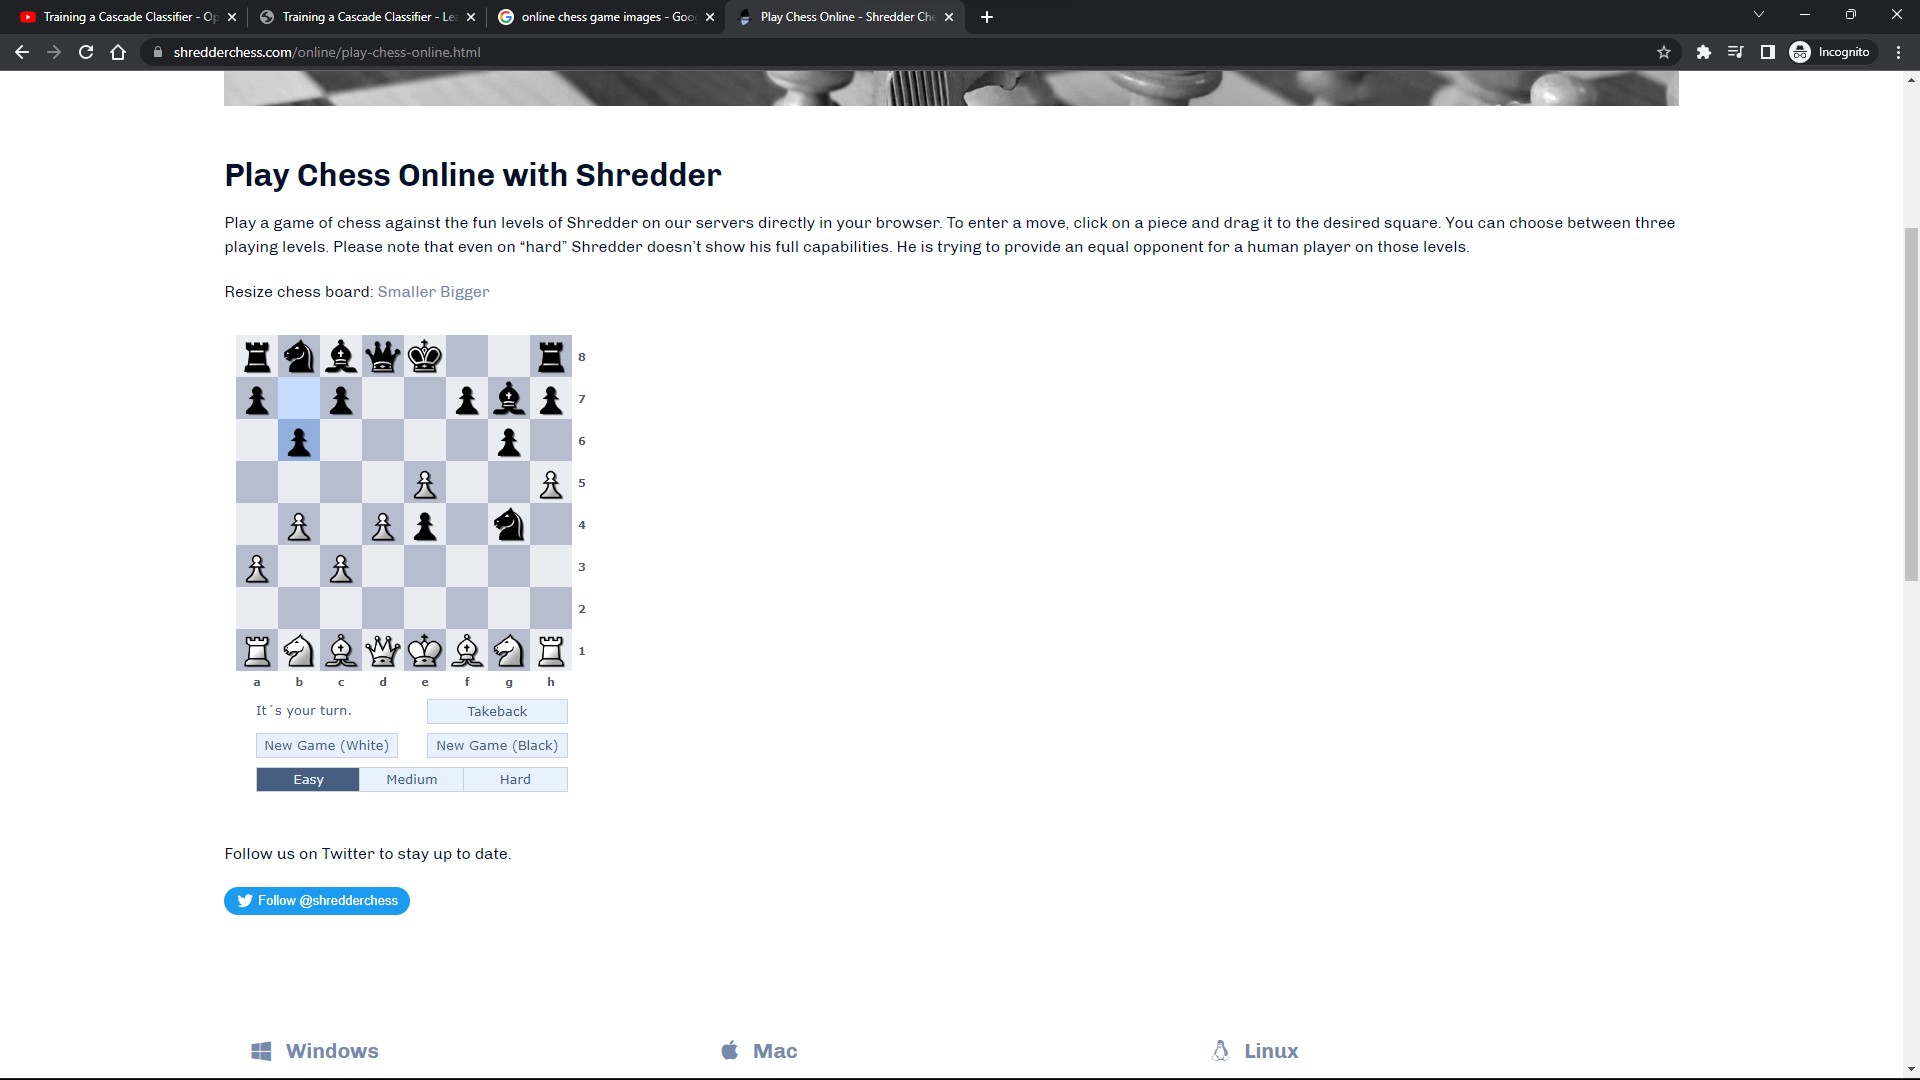 Training a Cascade Classifier - Op
Training a Cascade Classifier - Le
online chess game images - Goo
Play Chess Online - Shredder Che
shredderchess.com/online/play-chess-online.html
Incognito
Play Chess Online with Shredder
Play a game of chess against the fun levels of Shredder on our servers directly in your browser. To enter a move, click on a piece and drag it to the desired square. You can choose between three
playing levels. Please note that even on “hard” Shredder doesn’t show his full capabilities. He is trying to provide an equal opponent for a human player on those levels.
Resize chess board: Smaller Bigger
8
7
6
5
4
3
2
1
a b c d e f g h
It´s your turn.
Takeback
New Game (White)
New Game (Black)
Easy
Medium
Hard
Follow us on Twitter to stay up to date.
Follow @shredderchess
Windows
Mac
Linux